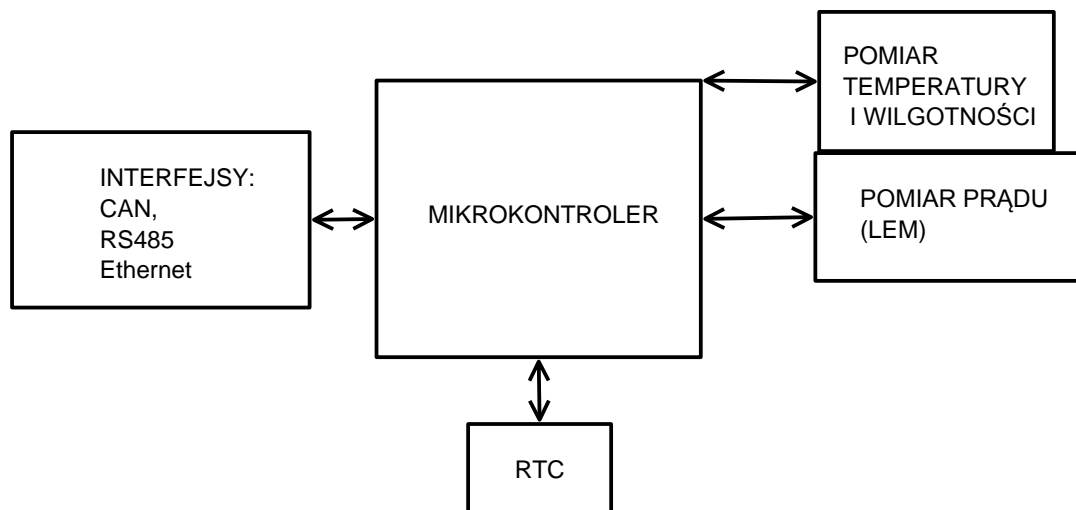 POMIAR
TEMPERATURY
I WILGOTNOŚCI
INTERFEJSY:
CAN,
RS485
Ethernet
MIKROKONTROLER
POMIAR PRĄDU
(LEM)
RTC